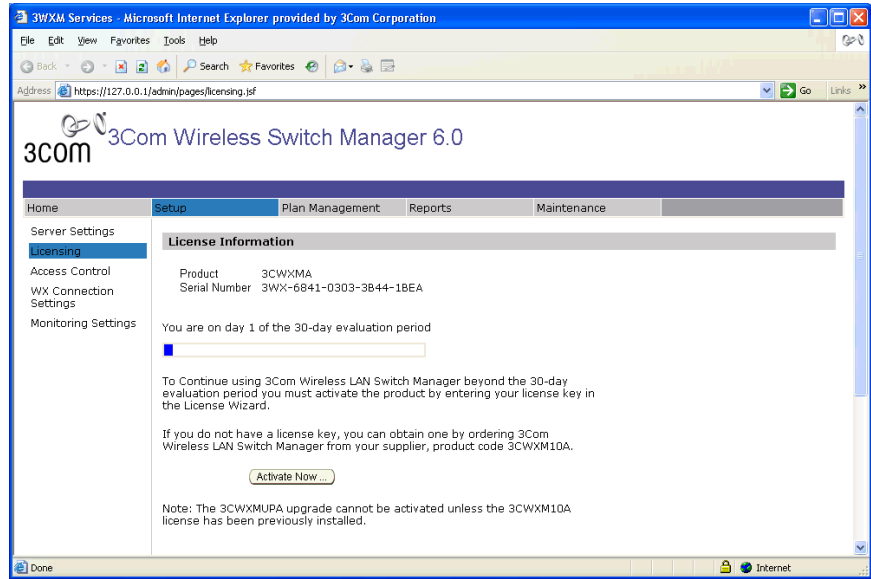 3WXM Services - Microsoft Internet Explorer provided by 3Com Corporation
File Edit View Favorites Tools Help
Back Search Favorites
Address https://127.0.0.1/admin/pages/licensing.jsf Go Links »
3COM 3Com Wireless Switch Manager 6.0
Home Setup Plan Management Reports Maintenance
Server Settings
Licensing
Access Control
WX Connection
Settings
Monitoring Settings
License Information
Product 3CWXMA
Serial Number 3WX-6841-0303-3B44-1BEA
You are on day 1 of the 30-day evaluation period
To Continue using 3Com Wireless LAN Switch Manager beyond the 30-day
evaluation period you must activate the product by entering your license key in
the License Wizard.
If you do not have a license key, you can obtain one by ordering 3Com
Wireless LAN Switch Manager from your supplier, product code 3CWXM10A.
Activate Now ...
Note: The 3CWXMUPA upgrade cannot be activated unless the 3CWXM10A
license has been previously installed.
Done Internet